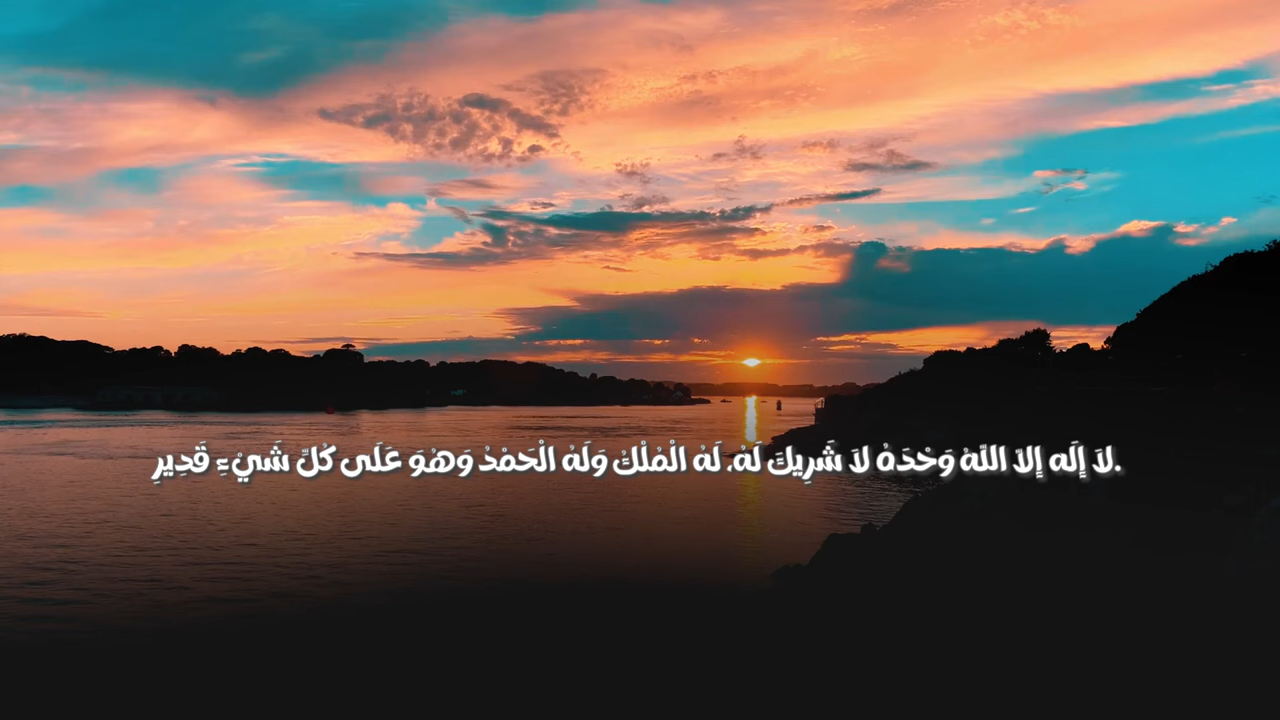 .لاَ إِلَه إِلاّ اللّهُ وَحْدَهُ لاَ شَرِيكَ لَهُ، لَهُ الْمُلْكُ وَلَهُ الْحَمْدُ وَهُوَ عَلَى كُلِّ شَيْءٍ قَدِيرِ